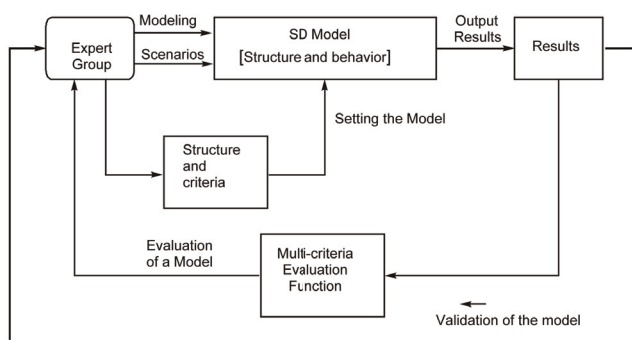 Modeling
Scenarios
Expert
Group
SD Model
[Structure and behavior]
Output
Results
Results
Setting the Model
Structure
and
criteria
Evaluation
of a Model
Multi-criteria
Evaluation
Function
Validation of the model